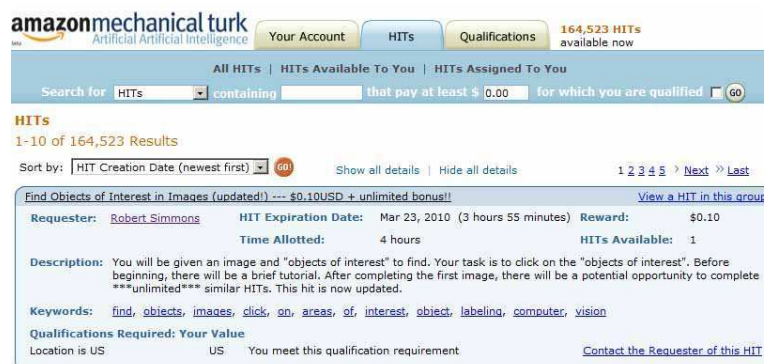 amazonmechanical turk
beta
Artificial Artificial Intelligence
Your Account
HITs
Qualifications
164,523 HITs
available now
All HITs | HITs Available To You | HITs Assigned To You
Search for HITs containing that pay at least $ 0.00 for which you are qualified GO
HITs
1-10 of 164,523 Results
Sort by: HIT Creation Date (newest first) GO! Show all details | Hide all details 1 2 3 4 5 › Next » Last
Find Objects of Interest in Images (updated!) --- $0.10USD + unlimited bonus!! View a HIT in this group
Requester: Robert Simmons HIT Expiration Date: Mar 23, 2010 (3 hours 55 minutes) Reward: $0.10
Time Allotted: 4 hours HITs Available: 1
Description: You will be given an image and "objects of interest" to find. Your task is to click on the "objects of interest". Before
beginning, there will be a brief tutorial. After completing the first image, there will be a potential opportunity to complete
***unlimited*** similar HITs. This hit is now updated.
Keywords: find, objects, images, click, on, areas, of, interest, object, labeling, computer, vision
Qualifications Required: Your Value
Location is US US You meet this qualification requirement Contact the Requester of this HIT